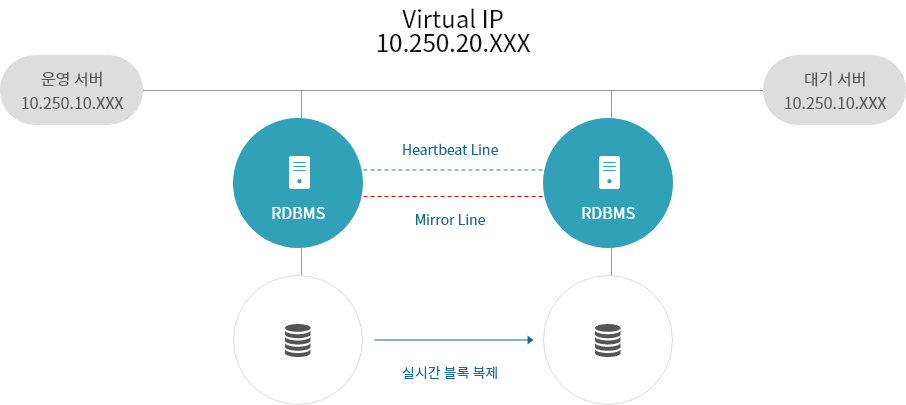 Virtual IP
10.250.20.XXX
운영 서버
10.250.10.XXX
대기 서버
10.250.10.XXX
Heartbeat Line
RDBMS
RDBMS
Mirror Line
실시간 블록 복제